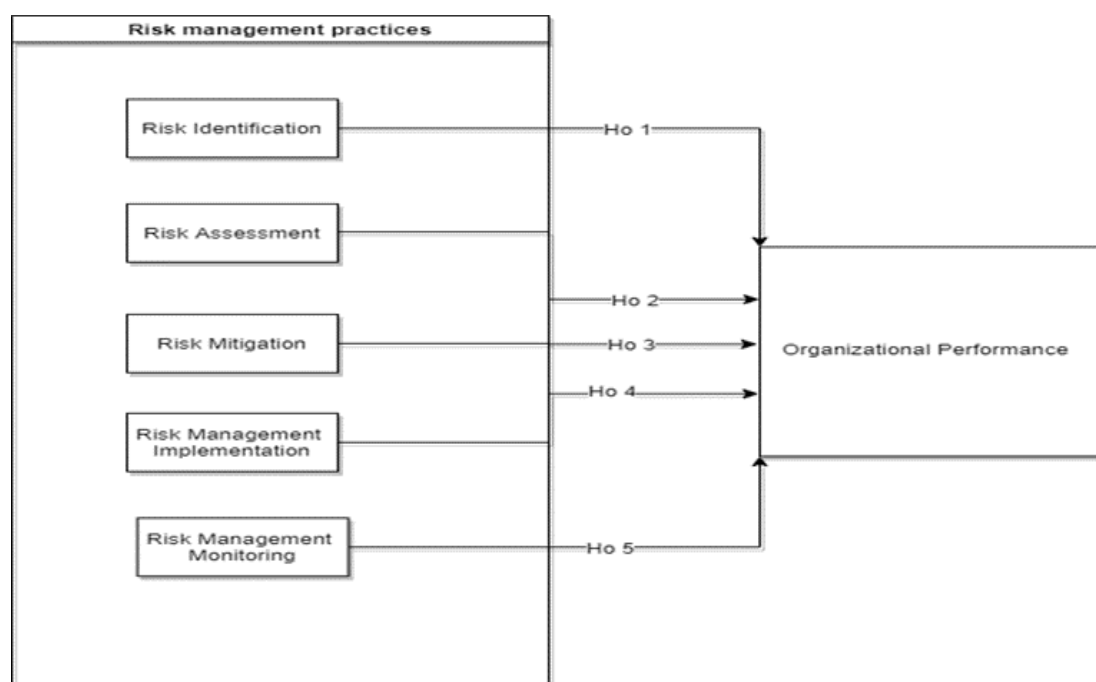 Risk management practices
Risk Identification
Ho 1
Risk Assessment
Ho 2
Risk Mitigation
Ho 3
Organizational Performance
Ho 4
Risk Management
Implementation
Risk Management
Monitoring
Ho 5